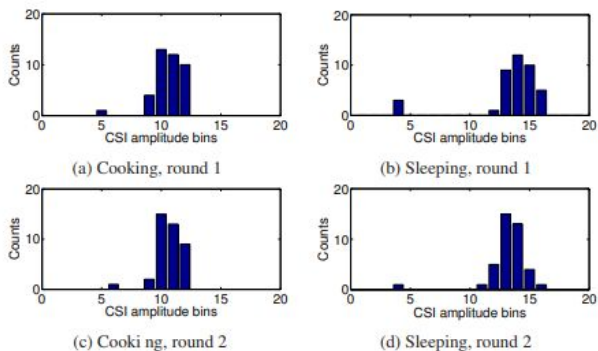 20
10
0
Counts
0 5 10 15 20
CSI amplitude bins
(a) Cooking, round 1
20
10
0
Counts
0 5 10 15 20
CSI amplitude bins
(b) Sleeping, round 1
20
10
0
Counts
0 5 10 15 20
CSI amplitude bins
(c) Cooki ng, round 2
20
10
0
Counts
0 5 10 15 20
CSI amplitude bins
(d) Sleeping, round 2